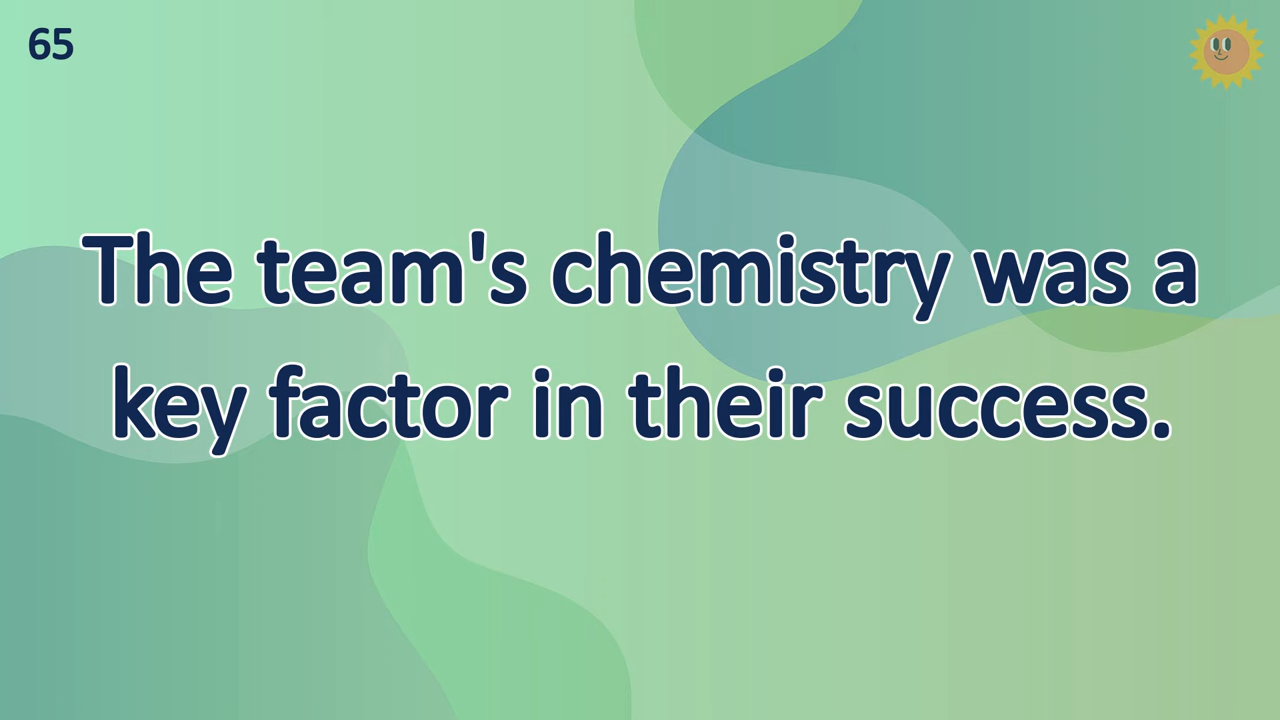 65
The team's chemistry was a
key factor in their success.